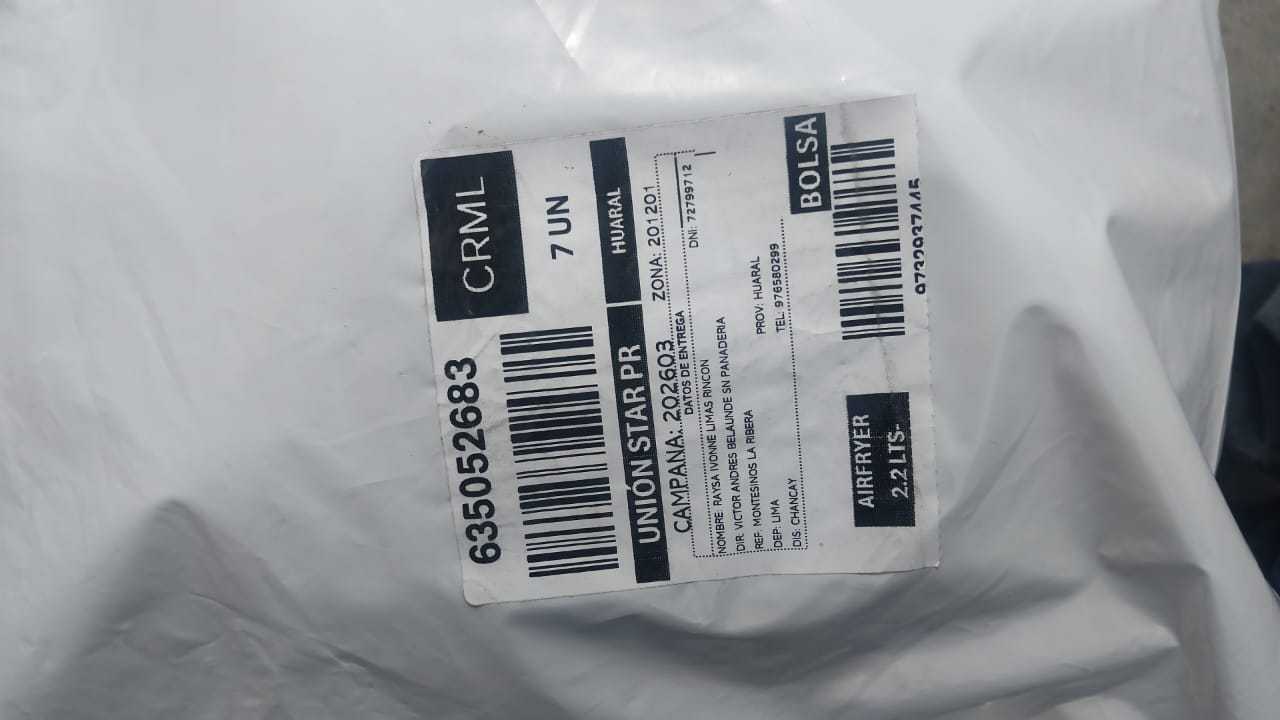 635052683
CRML
7 UN
UNIÓN STAR PR | HUARAL
CAMPANA: 202603 ZONA: 201201
DATOS DE ENTREGA
NOMBRE: RAYSA IVONNE LIMAS RINCON DNI: 72799712
DIR: VICTOR ANDRES BELAUNDE SN PANADERIA
REF: MONTESINOS LA RIBERA
DEP: LIMA PROV: HUARAL
DIS: CHANCAY TEL: 976580299
BOLSA
AIRFRYER
2.2 LTS-